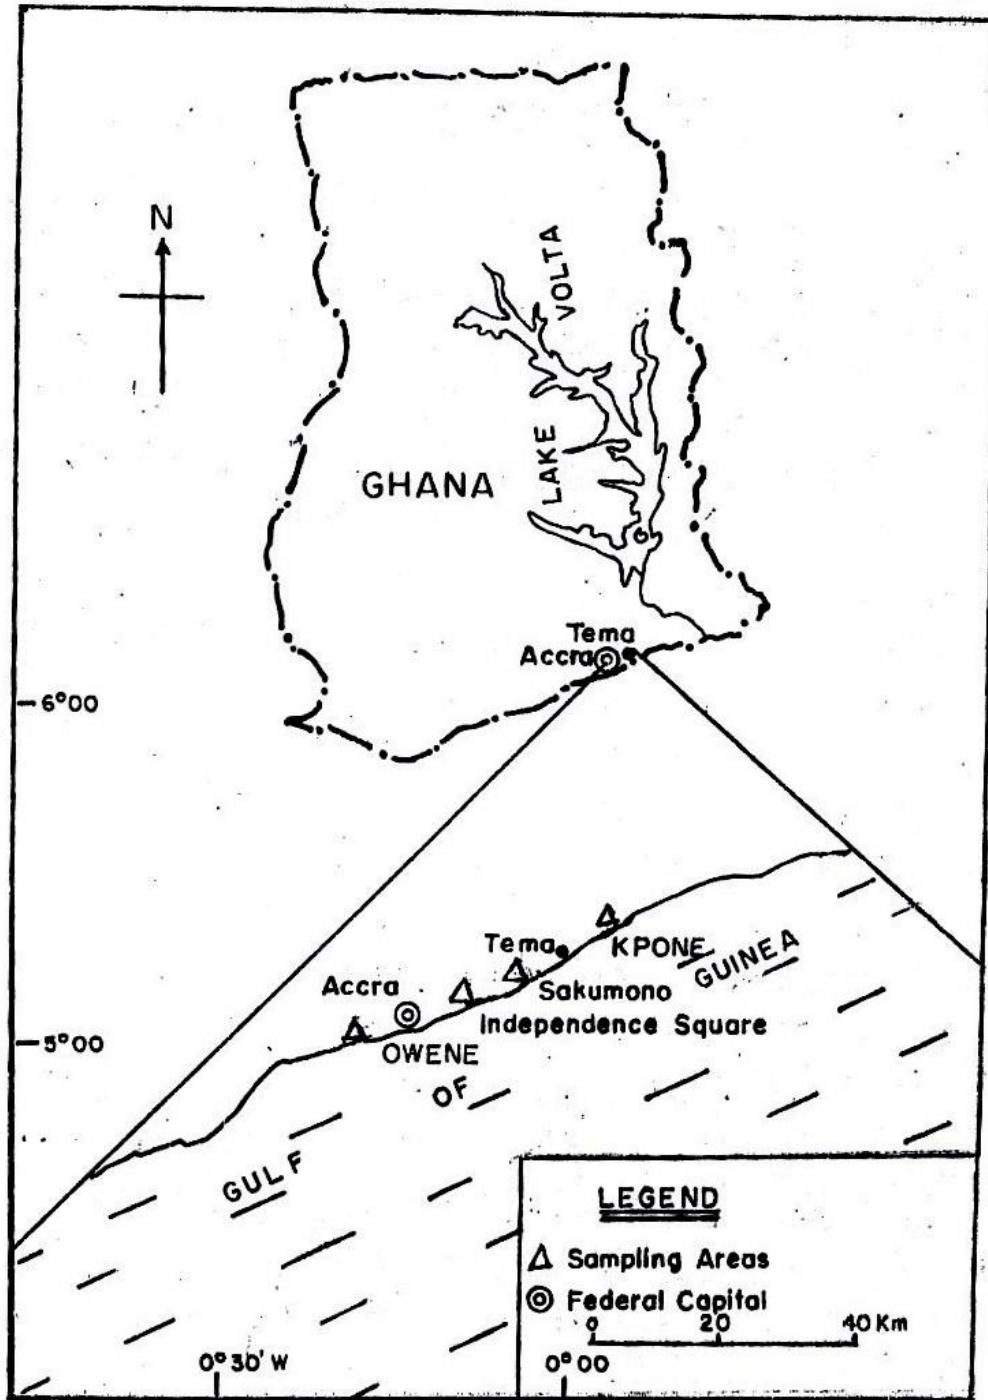 N
VOLTA
LAKE
GHANA
Tema
Accra
6°00
Tema
KPONE
GUINEA
Accra
Sakumono
Independence Square
5°00
OWENE
OF
GULF
LEGEND
Sampling Areas
Federal Capital
0 20 40 Km
0° 30' W
0°00